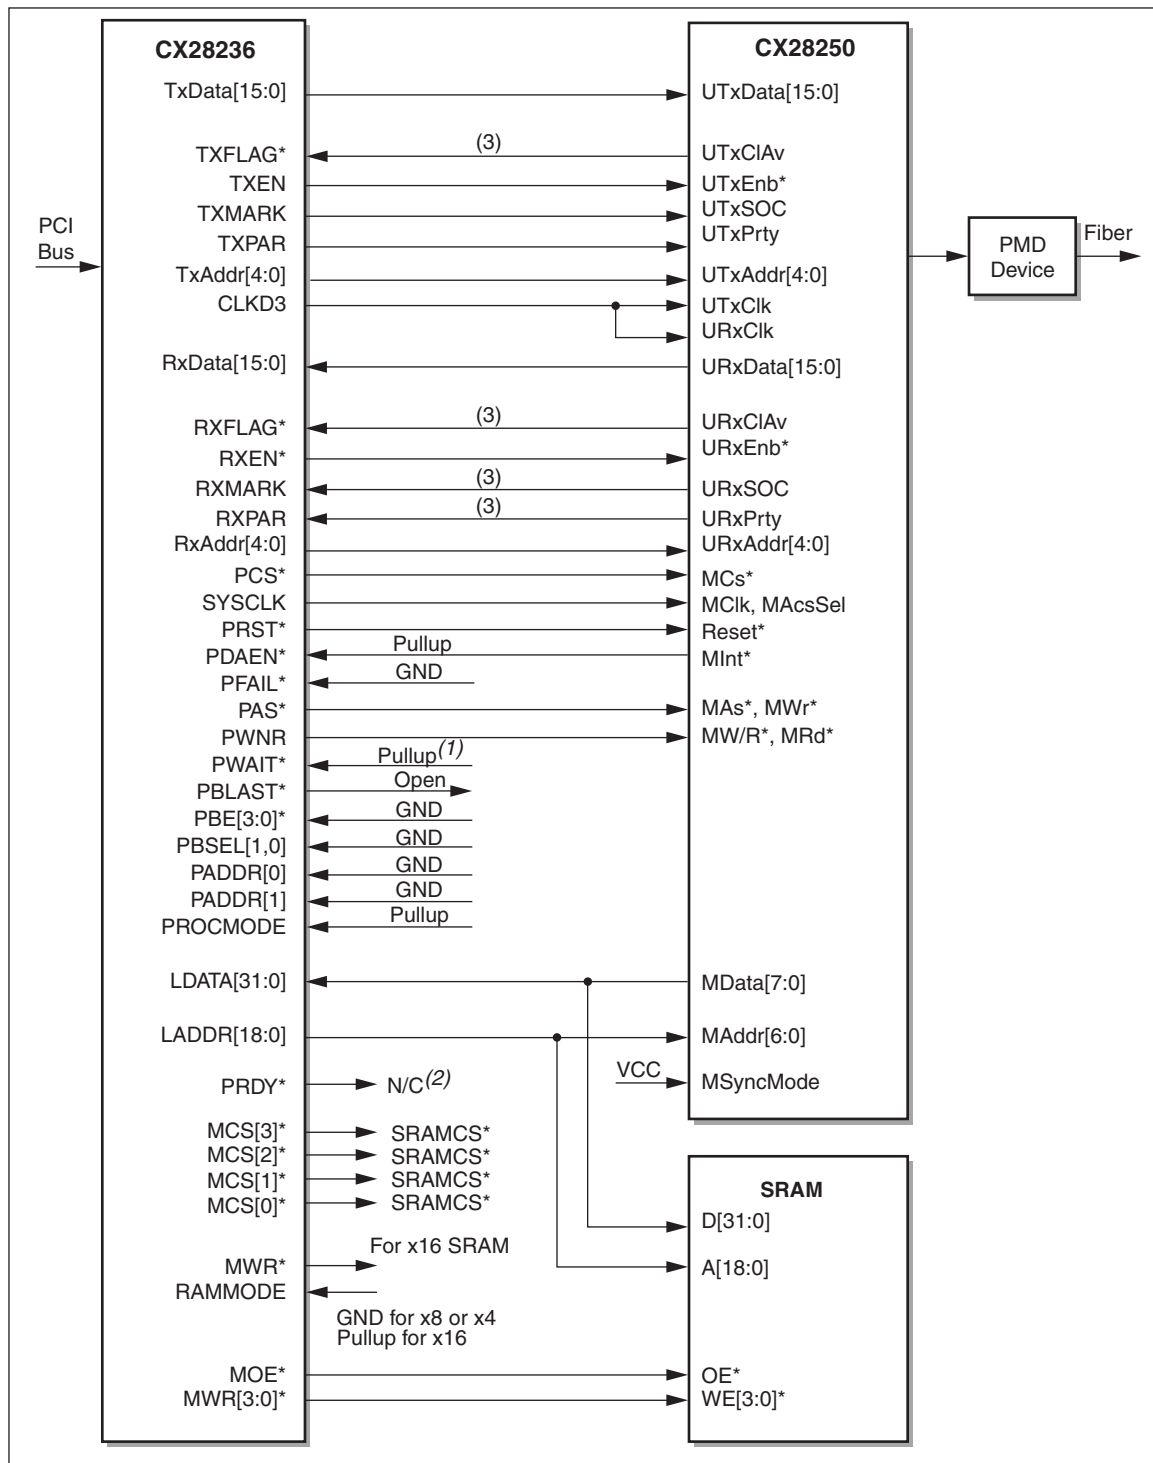 CX28236
CX28250
TxData[15:0]
UTxData[15:0]
TXFLAG*
(3)
UTxClAv
TXEN
UTxEnb*
TXMARK
UTxSOC
TXPAR
UTxPrty
PCI
Bus
PMD
Device
Fiber
TxAddr[4:0]
UTxAddr[4:0]
CLKD3
UTxClk
URxClk
RxData[15:0]
URxData[15:0]
RXFLAG*
(3)
URxClAv
RXEN*
URxEnb*
RXMARK
(3)
URxSOC
RXPAR
(3)
URxPrty
RxAddr[4:0]
URxAddr[4:0]
PCS*
MCs*
SYSCLK
MClk, MAcsSel
PRST*
Reset*
PDAEN*
Pullup
MInt*
PFAIL*
GND
PAS*
MAs*, MWr*
PWNR
MW/R*, MRd*
PWAIT*
Pullup(1)
PBLAST*
Open
PBE[3:0]*
GND
PBSEL[1,0]
GND
PADDR[0]
GND
PADDR[1]
GND
PROCMODE
Pullup
LDATA[31:0]
MData[7:0]
LADDR[18:0]
MAddr[6:0]
PRDY*
N/C(2)
VCC
MSyncMode
MCS[3]*
SRAMCS*
MCS[2]*
SRAMCS*
MCS[1]*
SRAMCS*
MCS[0]*
SRAMCS*
SRAM
D[31:0]
MWR*
For x16 SRAM
A[18:0]
RAMMODE
GND for x8 or x4
Pullup for x16
MOE*
OE*
MWR[3:0]*
WE[3:0]*